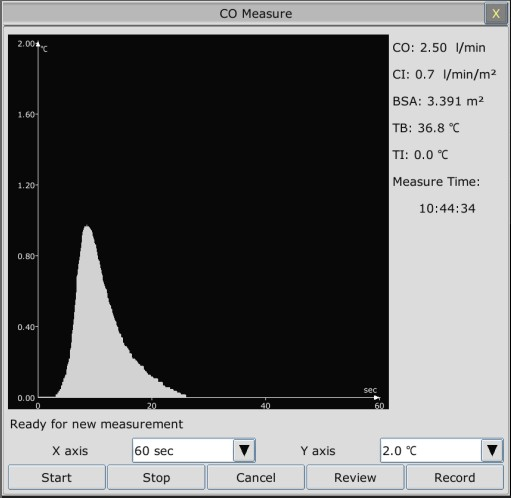 CO Measure
X
2.00
℃
1.60
1.20
0.80
0.40
0.00
0
20
40
60
sec
CO: 2.50 l/min
CI: 0.7 l/min/m²
BSA: 3.391 m²
TB: 36.8 ℃
TI: 0.0 ℃
Measure Time:
10:44:34
Ready for new measurement
X axis 60 sec Y axis 2.0 ℃
Start Stop Cancel Review Record